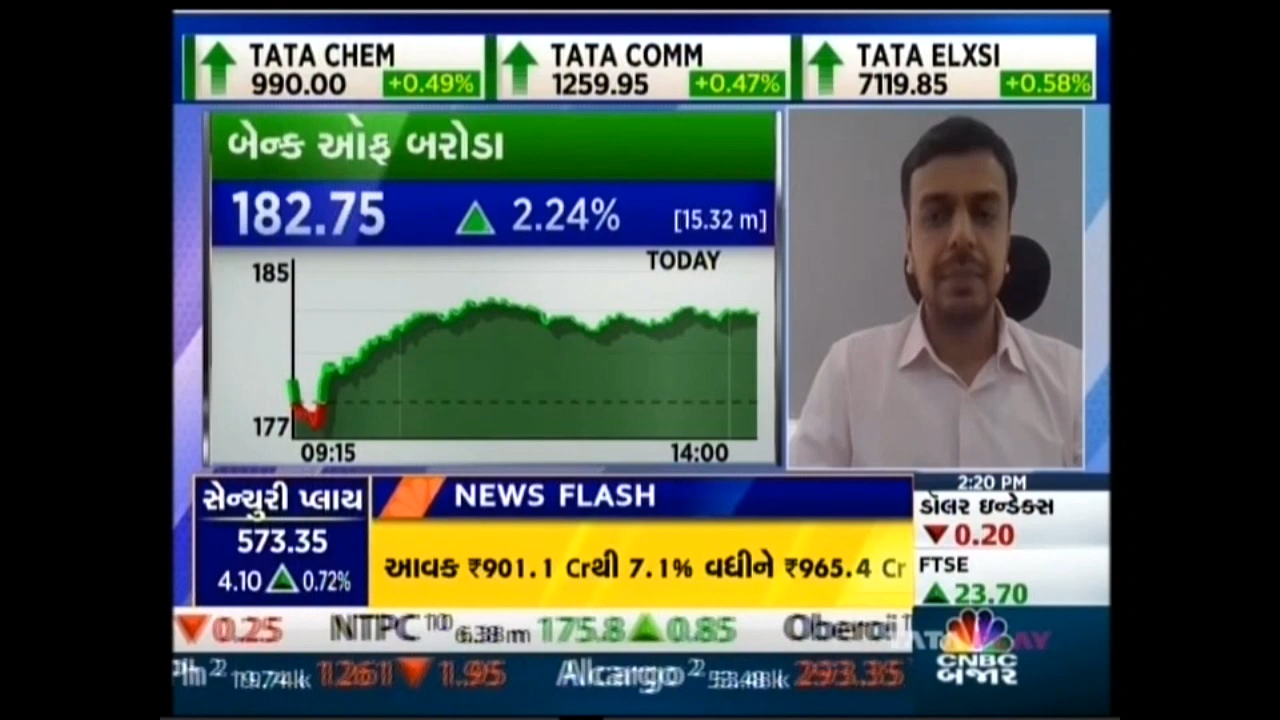 TATA CHEM
990.00 +0.49%
TATA COMM
1259.95 +0.47%
TATA ELXSI
7119.85 +0.58%
બેન્ક ઓફ બરોડા
182.75 2.24% [15.32 m]
TODAY
185
177
09:15 14:00
સેન્ચુરી પ્લાય
573.35
4.10 0.72%
NEWS FLASH
આવક ₹901.1 Crથી 7.1% વધીને ₹965.4 Cr
2:20 PM
ડૉલર ઇન્ડેક્સ
0.20
FTSE
23.70
0.25 NTPC 175.8 0.85 Oberoi
1261 1.95 Allcargo 293.35
CNBC
બજાર